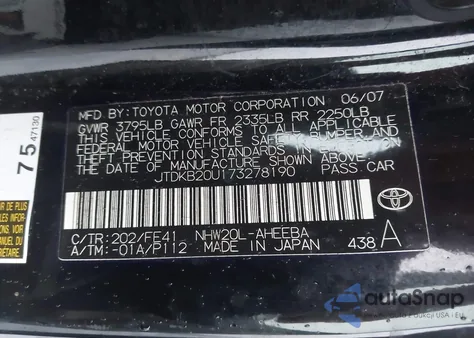 MFD. BY: TOYOTA MOTOR CORPORATION 06/07
GVWR 3795LB GAWR FR 2335LB RR 2250LB
THIS VEHICLE CONFORMS TO ALL APPLICABLE
FEDERAL MOTOR VEHICLE SAFETY, BUMPER, AND
THEFT PREVENTION STANDARDS IN EFFECT ON
THE DATE OF MANUFACTURE SHOWN ABOVE.
JTDKB20U173278190 PASS.CAR
C/TR: 202/FE41 NHW20L-AHEEBA
A/TM: -01A/P112 MADE IN JAPAN 438 A
75 47130
autoSnap